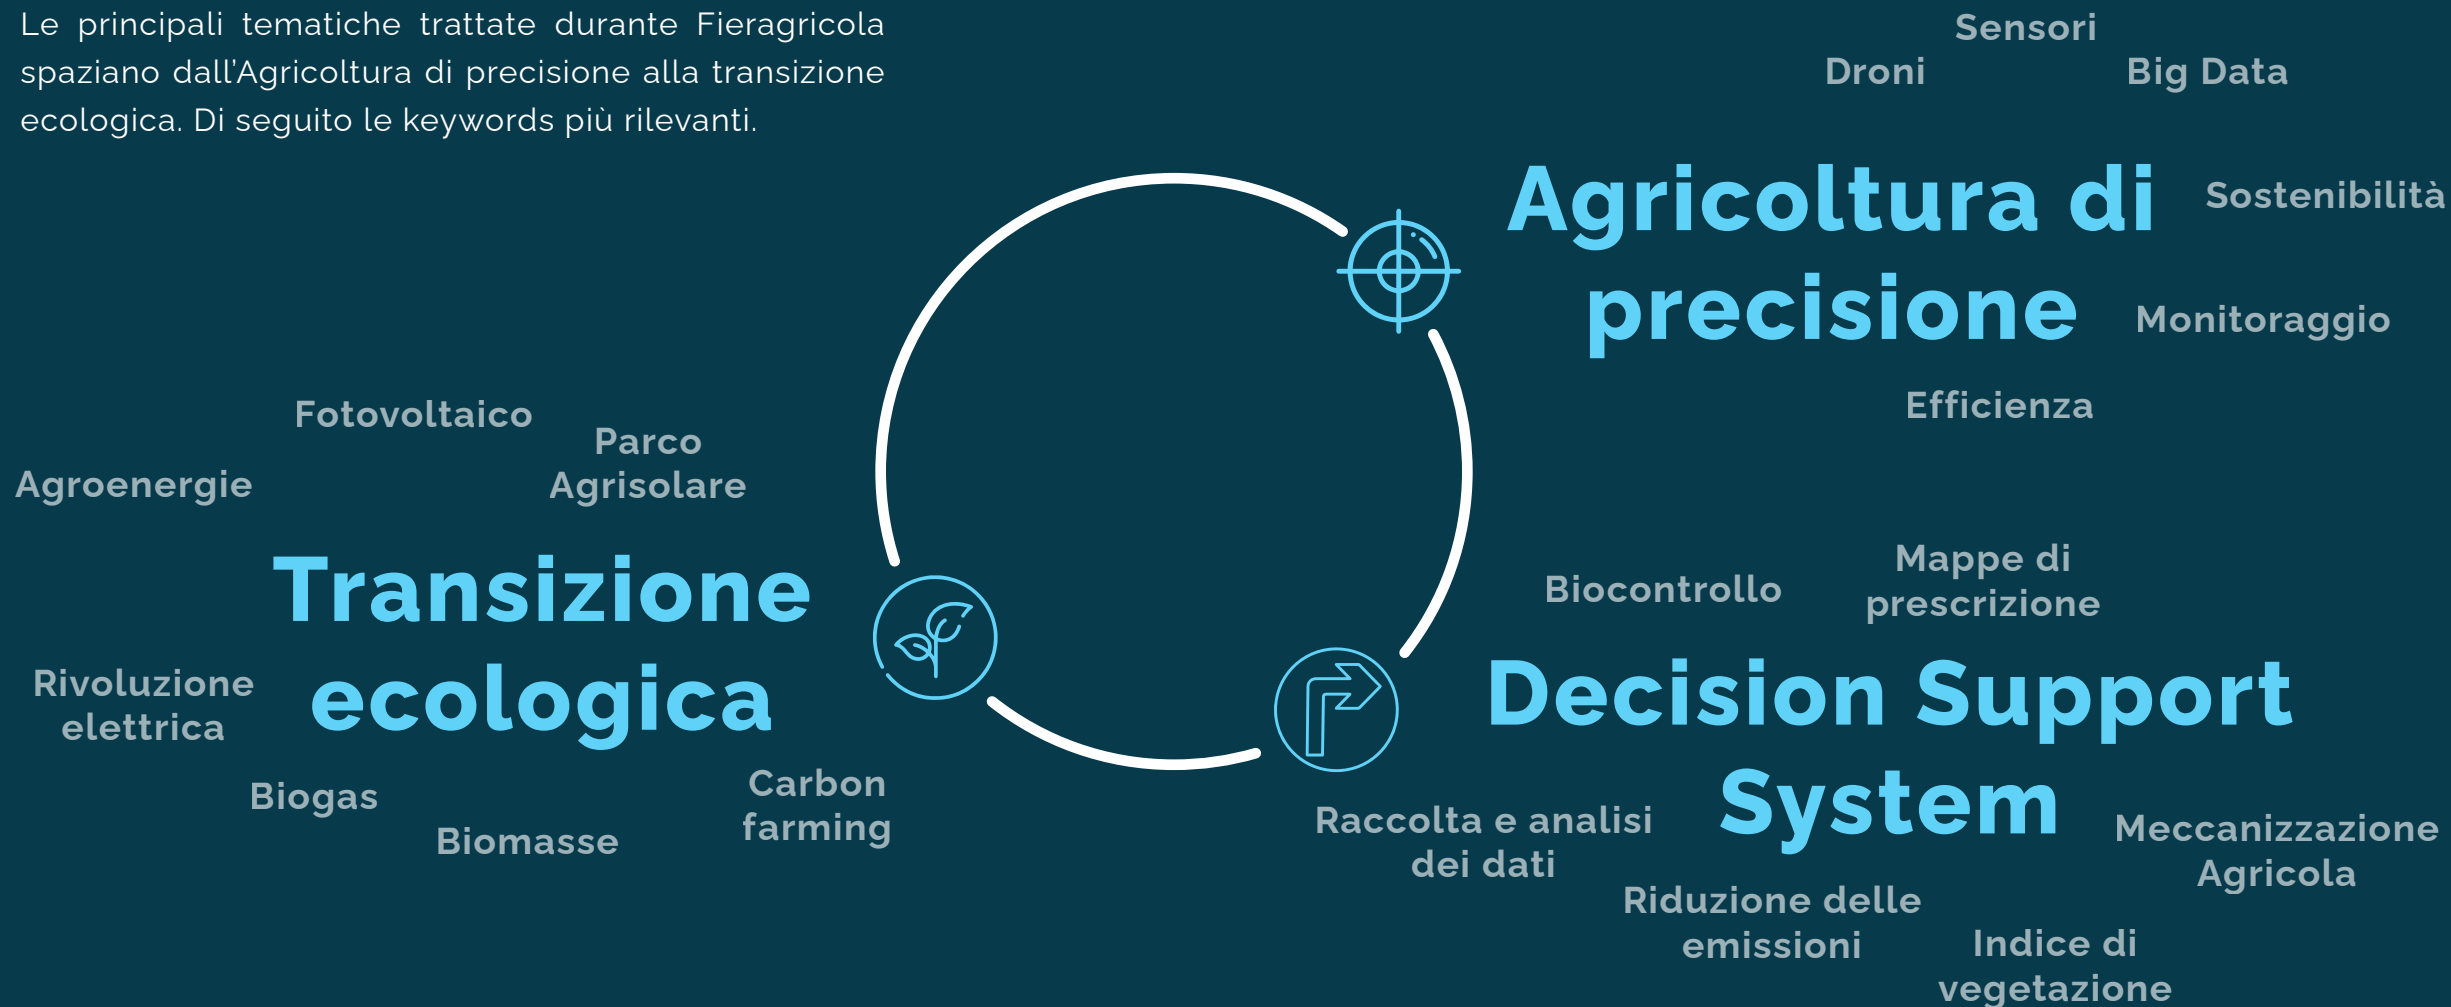 Le principali tematiche trattate durante Fieragricola
spaziano dall'Agricoltura di precisione alla transizione
ecologica. Di seguito le keywords più rilevanti.
Sensori
Droni
Big Data
Agricoltura di
precisione
Sostenibilità
Monitoraggio
Efficienza
Fotovoltaico
Parco
Agrisolare
Agroenergie
Transizione
ecologica
Rivoluzione
elettrica
Biogas
Biomasse
Carbon
farming
Biocontrollo
Mappe di
prescrizione
Decision Support
System
Raccolta e analisi
dei dati
Meccanizzazione
Agricola
Riduzione delle
emissioni
Indice di
vegetazione